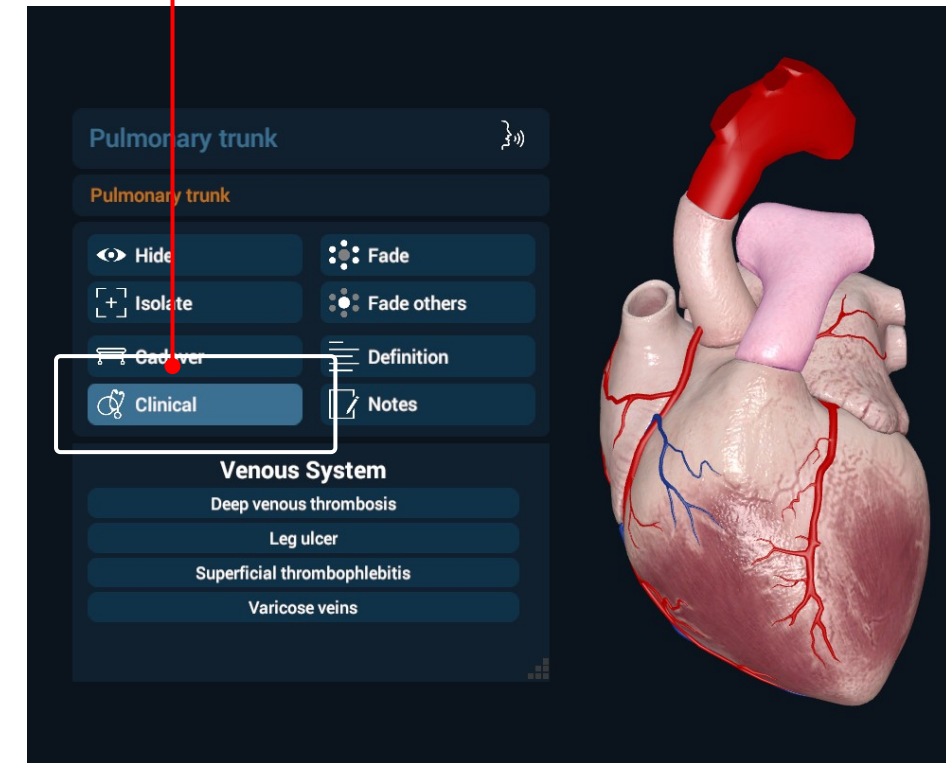 Pulmonary trunk
Pulmonary trunk
Hide
Fade
Isolate
Fade others
Cadaver
Definition
Clinical
Notes
Venous System
Deep venous thrombosis
Leg ulcer
Superficial thrombophlebitis
Varicose veins